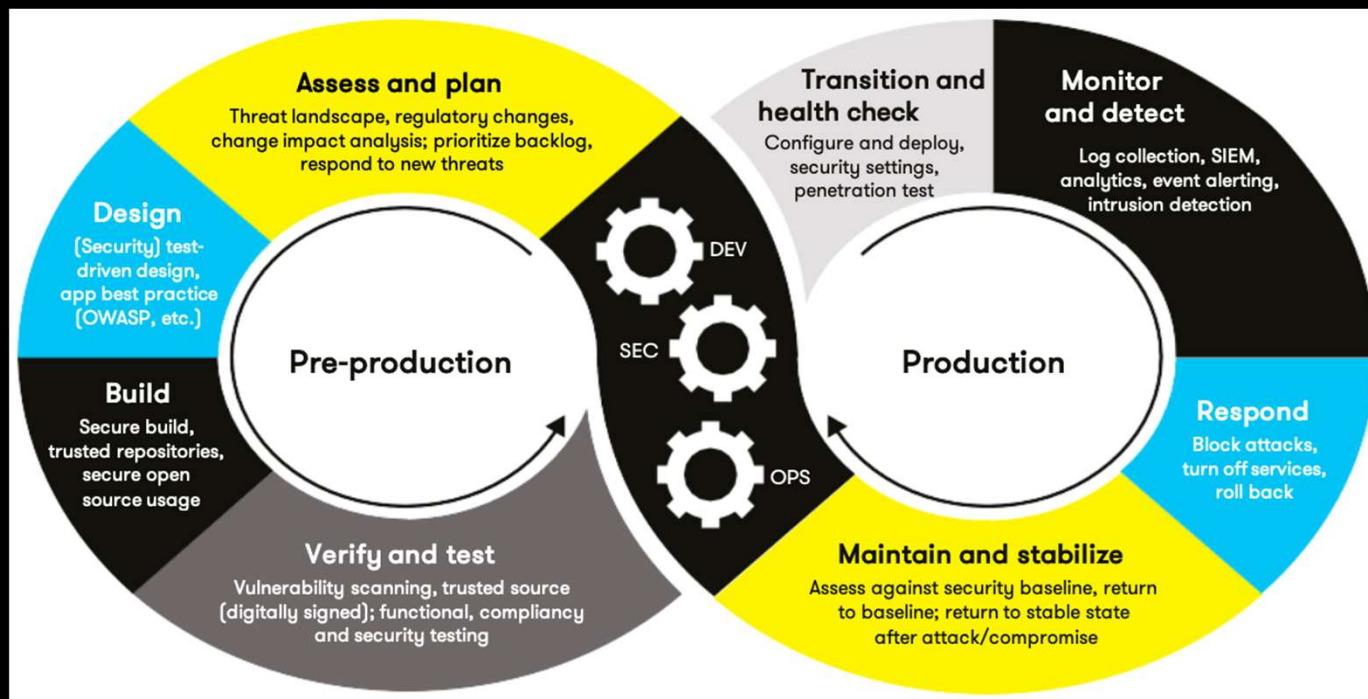 Assess and plan
Threat landscape, regulatory changes,
change impact analysis; prioritize backlog,
respond to new threats
Design
(Security) test-
driven design,
app best practice
(OWASP, etc.)
Build
Secure build,
trusted repositories,
secure open
source usage
Verify and test
Vulnerability scanning, trusted source
(digitally signed); functional, compliancy
and security testing
Pre-production
DEV
SEC
OPS
Transition and
health check
Configure and deploy,
security settings,
penetration test
Monitor
and detect
Log collection, SIEM,
analytics, event alerting,
intrusion detection
Respond
Block attacks,
turn off services,
roll back
Maintain and stabilize
Assess against security baseline, return
to baseline; return to stable state
after attack/compromise
Production